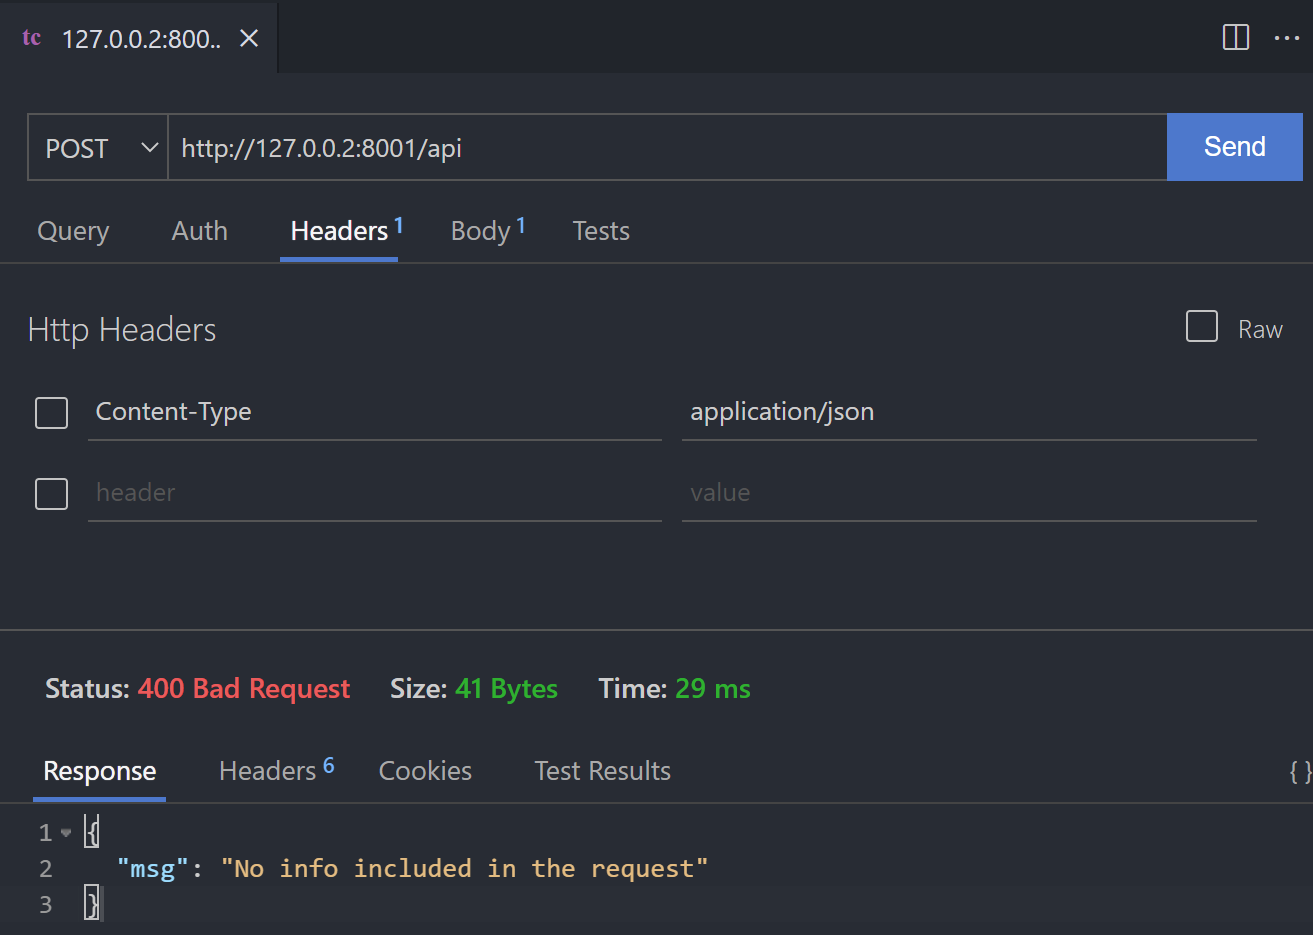 tc 127.0.0.2:800..
POST http://127.0.0.2:8001/api Send
Query Auth Headers 1 Body 1 Tests
Http Headers Raw
Content-Type application/json
header value
Status: 400 Bad Request Size: 41 Bytes Time: 29 ms
Response Headers 6 Cookies Test Results { }
1 {
2 "msg": "No info included in the request"
3 }